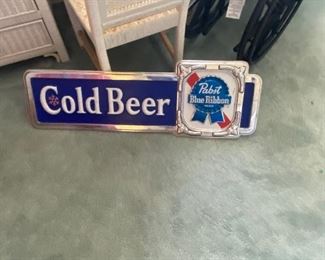 Cold Beer
Pabst
Blue Ribbon